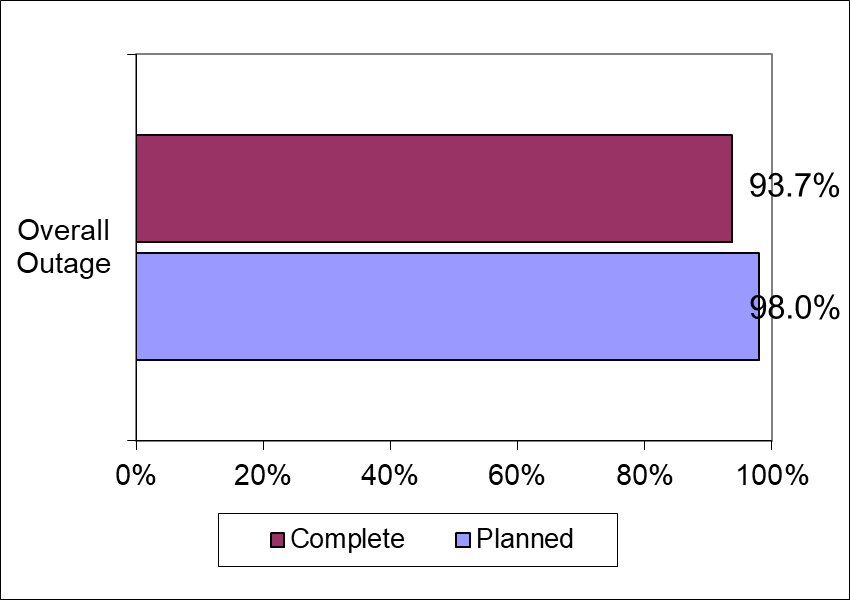 93.7%
Overall
Outage
98.0%
0% 20% 40% 60% 80% 100%
Complete Planned